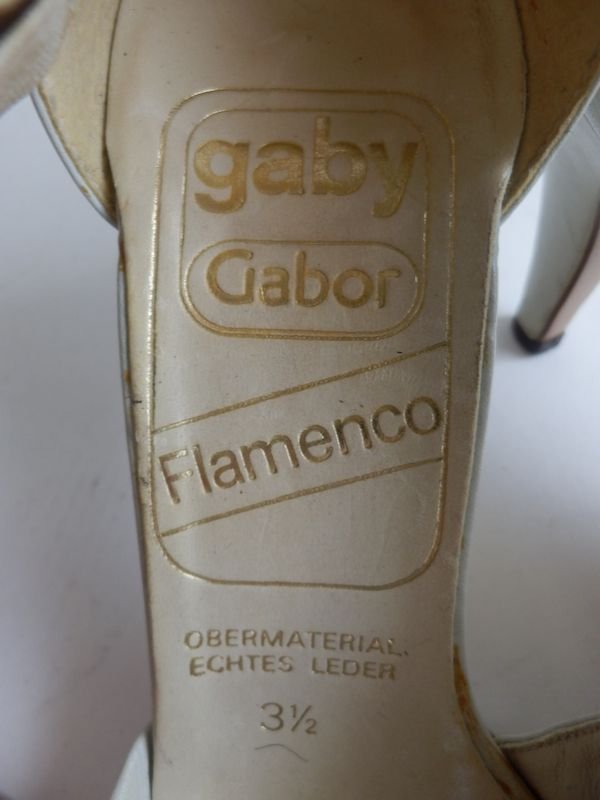 gaby
Gabor
Flamenco
OBERMATERIAL.
ECHTES LEDER
3½